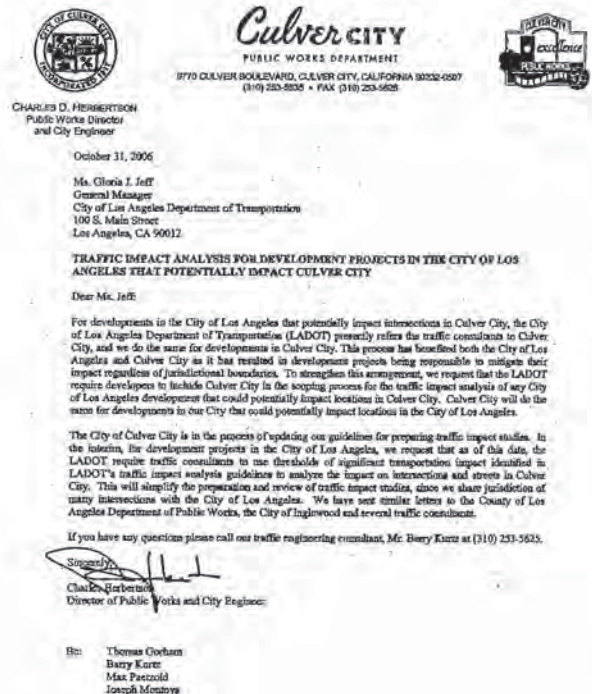 CITY OF CULVER CITY
INCORPORATED 1917
Culver CITY
PUBLIC WORKS DEPARTMENT
9770 CULVER BOULEVARD, CULVER CITY, CALIFORNIA 90232-0507
(310) 253-5635 • FAX (310) 253-5626
CULVER CITY
excellence
PUBLIC WORKS
CHARLES D. HERBERTSON
Public Works Director
and City Engineer
October 31, 2006
Ms. Gloria J. Jeff
General Manager
City of Los Angeles Department of Transportation
100 S. Main Street
Los Angeles, CA 90012
TRAFFIC IMPACT ANALYSIS FOR DEVELOPMENT PROJECTS IN THE CITY OF LOS
ANGELES THAT POTENTIALLY IMPACT CULVER CITY
Dear Ms. Jeff:
For developments in the City of Los Angeles that potentially impact intersections in Culver City, the City
of Los Angeles Department of Transportation (LADOT) presently refers the traffic consultants to Culver
City, and we do the same for developments in Culver City. This process has benefited both the City of Los
Angeles and Culver City as it has resulted in development projects being responsible to mitigate their
impact regardless of jurisdictional boundaries. To strengthen this arrangement, we request that the LADOT
require developers to include Culver City in the scoping process for the traffic impact analysis of any City
of Los Angeles development that could potentially impact locations in Culver City. Culver City will do the
same for developments in our City that could potentially impact locations in the City of Los Angeles.
The City of Culver City is in the process of updating our guidelines for preparing traffic impact studies. In
the interim, for development projects in the City of Los Angeles, we request that as of this date, the
LADOT require traffic consultants to use thresholds of significant transportation impact identified in
LADOT's traffic impact analysis guidelines to analyze the impact on intersections and streets in Culver
City. This will simplify the preparation and review of traffic impact studies, since we share jurisdiction of
many intersections with the City of Los Angeles. We have sent similar letters to the County of Los
Angeles Department of Public Works, the City of Inglewood and several traffic consultants.
If you have any questions please call our traffic engineering consultant, Mr. Barry Kurtz at (310) 253-5625.
Sincerely,
Charles Herbertson
Director of Public Works and City Engineer
Bc: Thomas Gorham
Barry Kurtz
Max Paetzold
Joseph Montoya